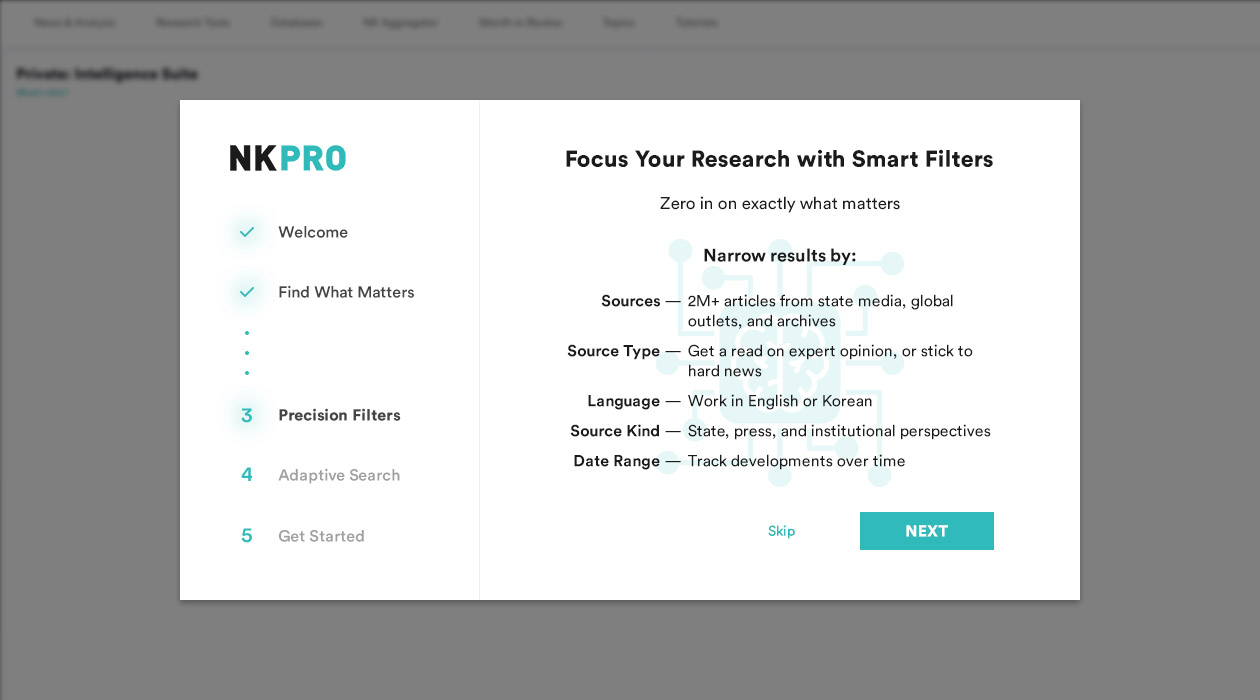 News & Analysis Research Tools Databases NK Aggregator Month in Review Topics Tutorials
Private: Intelligence Suite
What is this?
NKPRO
Welcome
Find What Matters
3 Precision Filters
4 Adaptive Search
5 Get Started
Focus Your Research with Smart Filters
Zero in on exactly what matters
Narrow results by:
Sources — 2M+ articles from state media, global
outlets, and archives
Source Type — Get a read on expert opinion, or stick to
hard news
Language — Work in English or Korean
Source Kind — State, press, and institutional perspectives
Date Range — Track developments over time
Skip
NEXT